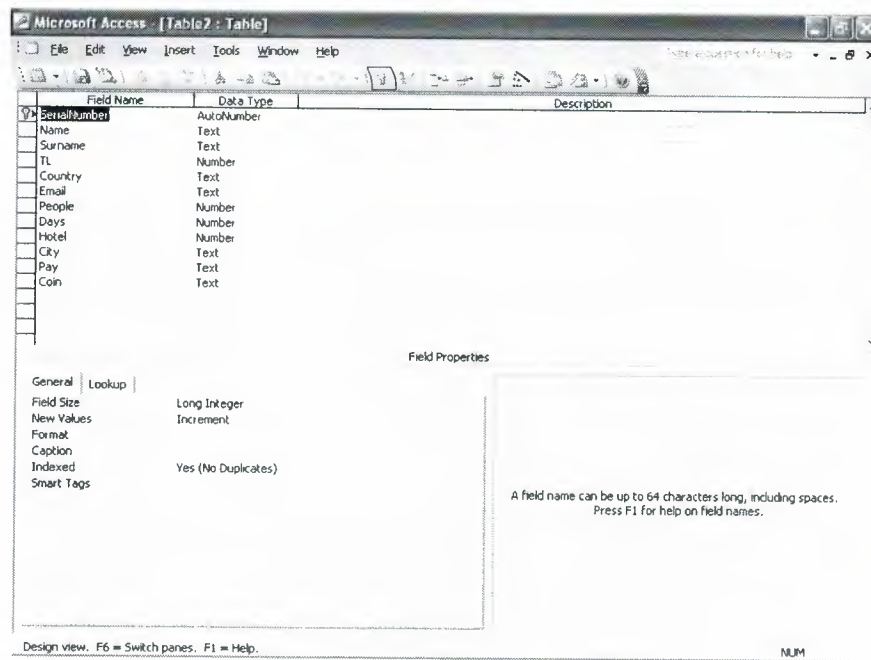 Microsoft Access - [Table2 : Table]
File Edit View Insert Tools Window Help
Field Name Data Type Description
SerialNumber AutoNumber
Name Text
Surname Text
TL Number
Country Text
Email Text
People Number
Days Number
Hotel Number
City Text
Pay Text
Coin Text
Field Properties
General Lookup
Field Size Long Integer
New Values Increment
Format
Caption
Indexed Yes (No Duplicates)
Smart Tags
A field name can be up to 64 characters long, including spaces.
Press F1 for help on field names.
Design view. F6 = Switch panes. F1 = Help.
NUM